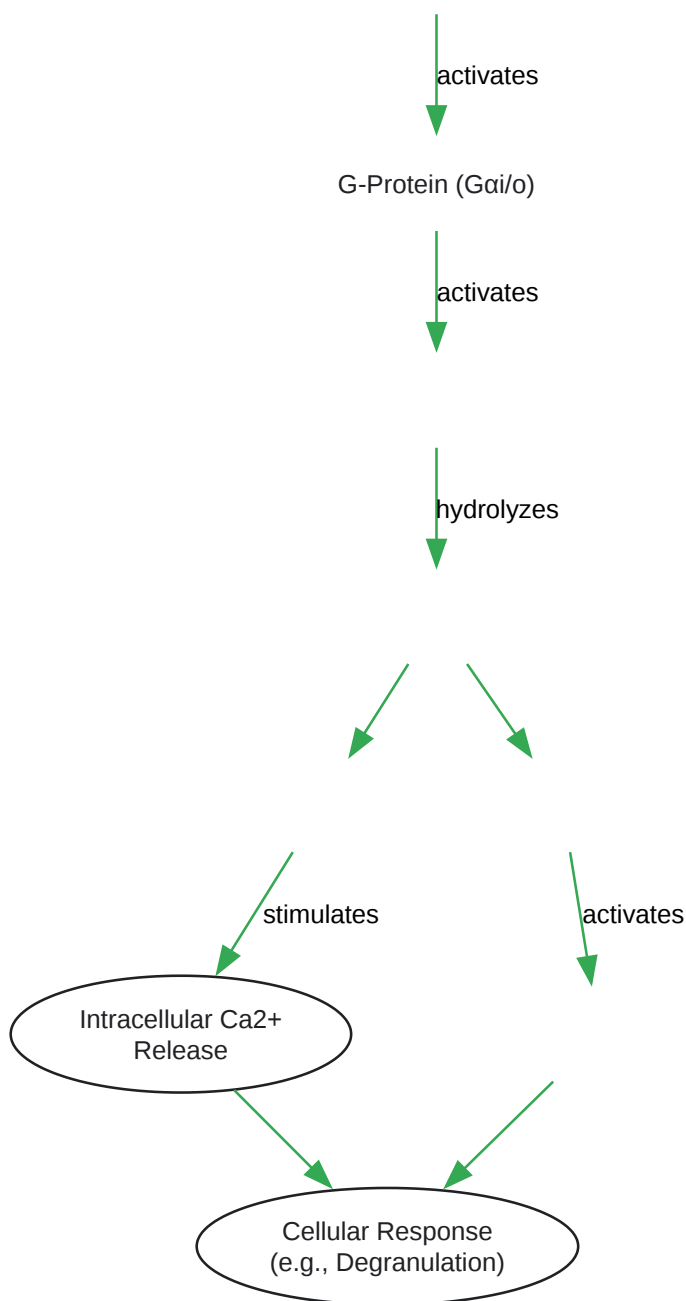 activates
G-Protein (Gαi/o)
activates
hydrolyzes
stimulates
activates
Intracellular Ca2+
Release
Cellular Response
(e.g., Degranulation)